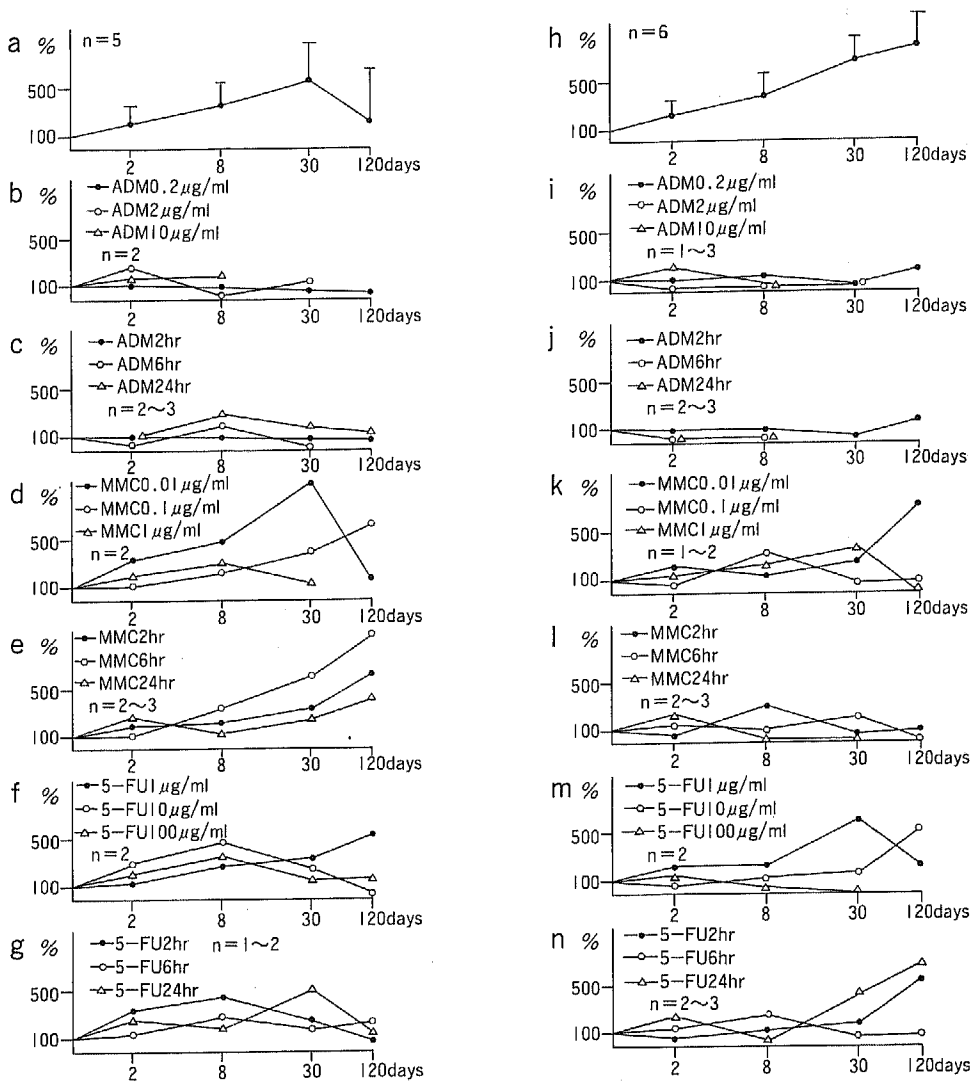 a % n=5
500
100
2 8 30 120days
b %
ADM0.2μg/ml
ADM2μg/ml
ADM10μg/ml
500
n=2
100
2 8 30 120days
c %
ADM2hr
ADM6hr
ADM24hr
500
n=2~3
100
2 8 30 120days
d %
MMC0.01μg/ml
MMC0.1μg/ml
MMC1μg/ml
500
n=2
100
2 8 30 120days
e %
MMC2hr
MMC6hr
MMC24hr
500
n=2~3
100
2 8 30 120days
f %
5-FU1μg/ml
5-FU10μg/ml
5-FU100μg/ml
500
n=2
100
2 8 30 120days
g %
5-FU2hr n=1~2
5-FU6hr
5-FU24hr
500
100
2 8 30 120days
h % n=6
500
100
2 8 30 120days
i %
ADM0.2μg/ml
ADM2μg/ml
ADM10μg/ml
500
n=1~3
100
2 8 30 120days
j %
ADM2hr
ADM6hr
ADM24hr
500
n=2~3
100
2 8 30 120days
k %
MMC0.01μg/ml
MMC0.1μg/ml
MMC1μg/ml
500
n=1~2
100
2 8 30 120days
l %
MMC2hr
MMC6hr
MMC24hr
500
n=2~3
100
2 8 30 120days
m %
5-FU1μg/ml
5-FU10μg/ml
5-FU100μg/ml
500
n=2
100
2 8 30 120days
n %
5-FU2hr
5-FU6hr
5-FU24hr
500
n=2~3
100
2 8 30 120days